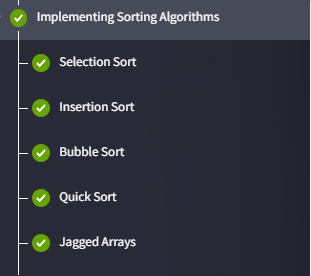 Implementing Sorting Algorithms
Selection Sort
Insertion Sort
Bubble Sort
Quick Sort
Jagged Arrays